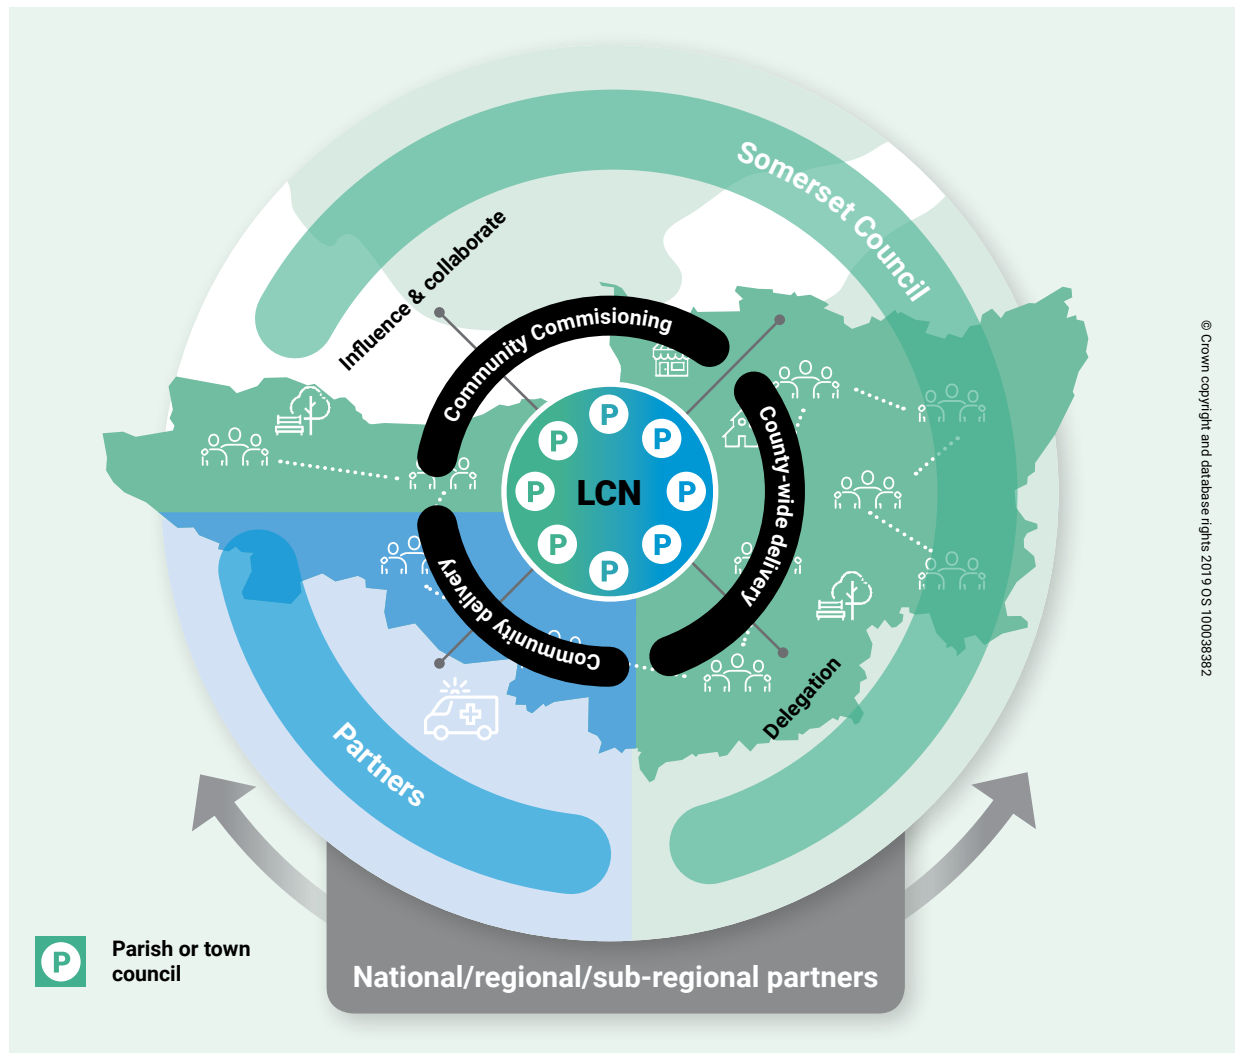 Somerset Council
Influence & collaborate
Community Commisioning
County-wide delivery
P
P
P
P
LCN
P
P
P
P
Community delivery
Delegation
Partners
National/regional/sub-regional partners
P
Parish or town
council
© Crown copyright and database rights 2019 OS 100038382